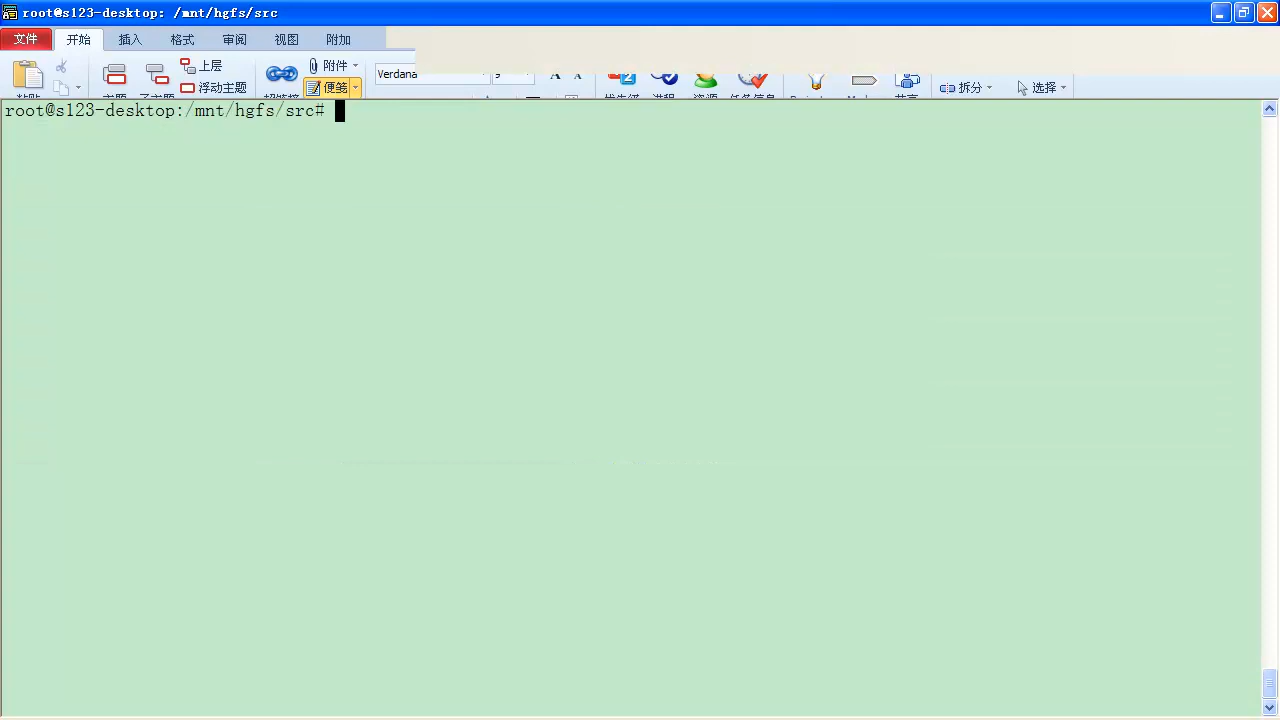 root@s123-desktop: /mnt/hgfs/src
文件 开始 插入 格式 审阅 视图 附加
上层 附件 Verdana 9
浮动主题 便笺 拆分 选择
root@s123-desktop:/mnt/hgfs/src#